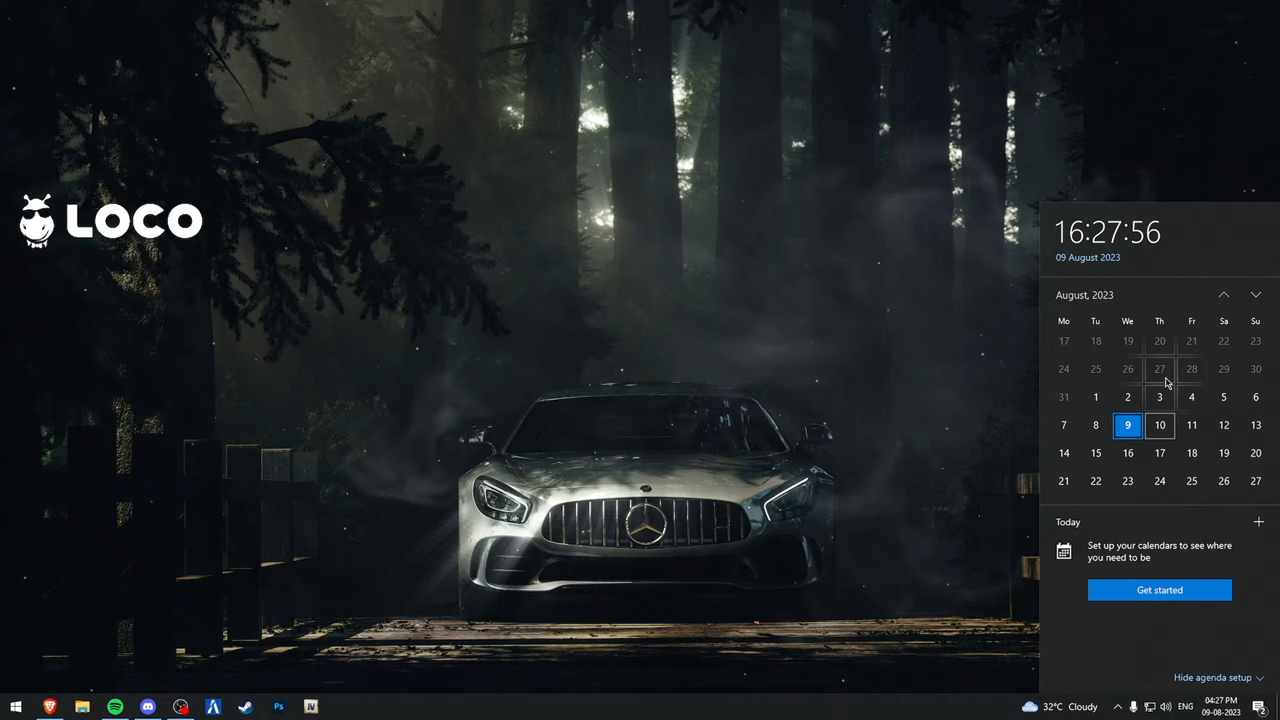 LOCO
16:27:56
09 August 2023
August, 2023
Mo Tu We Th Fr Sa Su
17 18 19 20 21 22 23
24 25 26 27 28 29 30
31 1 2 3 4 5 6
7 8 9 10 11 12 13
14 15 16 17 18 19 20
21 22 23 24 25 26 27
Today
Set up your calendars to see where
you need to be
Get started
Hide agenda setup
Ps
IV
32°C Cloudy
ENG
04:27 PM
09-08-2023
2